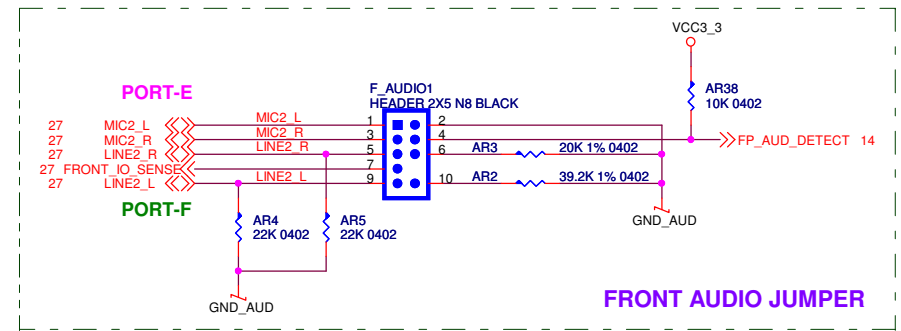 VCC3_3
PORT-E
F_AUDIO1
HEADER 2X5 N8 BLACK
AR38
10K 0402
27 MIC2_L MIC2_L 1 2
27 MIC2_R MIC2_R 3 4 FP_AUD_DETECT 14
27 LINE2_R LINE2_R 5 6 AR3 20K 1% 0402
27 FRONT_IO_SENSE 7
27 LINE2_L LINE2_L 9 10 AR2 39.2K 1% 0402
PORT-F
GND_AUD
AR4 AR5
22K 0402 22K 0402
GND_AUD
FRONT AUDIO JUMPER